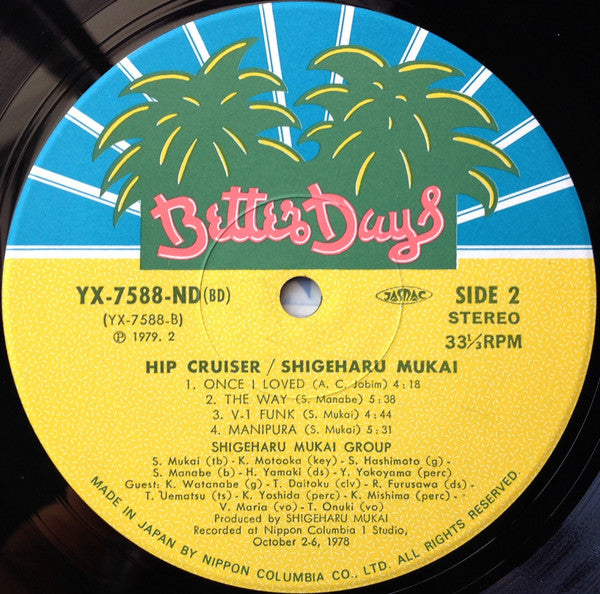 Better Days
YX-7588-ND(BD)
(YX-7588-B)
Ⓟ 1979. 2
JASRAC
SIDE 2
STEREO
33⅓RPM
HIP CRUISER / SHIGEHARU MUKAI
1. ONCE I LOVED (A. C. Jobim) 4:18
2. THE WAY (S. Manabe) 5:38
3. V-1 FUNK (S. Mukai) 4:44
4. MANIPURA (S. Mukai) 5:31
SHIGEHARU MUKAI GROUP
S. Mukai (tb) - K. Motooka (key) - S. Hashimoto (g) -
S. Manabe (b) - H. Yamaki (ds) - Y. Yokoyama (perc)
Guest: K. Watanabe (g) - T. Daitoku (clv) - R. Furusawa (ds) -
T. Uematsu (ts) - K. Yoshida (perc) - K. Mishima (perc) -
V. Maria (vo) - T. Onuki (vo)
Produced by SHIGEHARU MUKAI
Recorded at Nippon Columbia 1 Studio,
October 2-6, 1978
MADE IN JAPAN BY NIPPON COLUMBIA CO., LTD. ALL RIGHTS RESERVED.